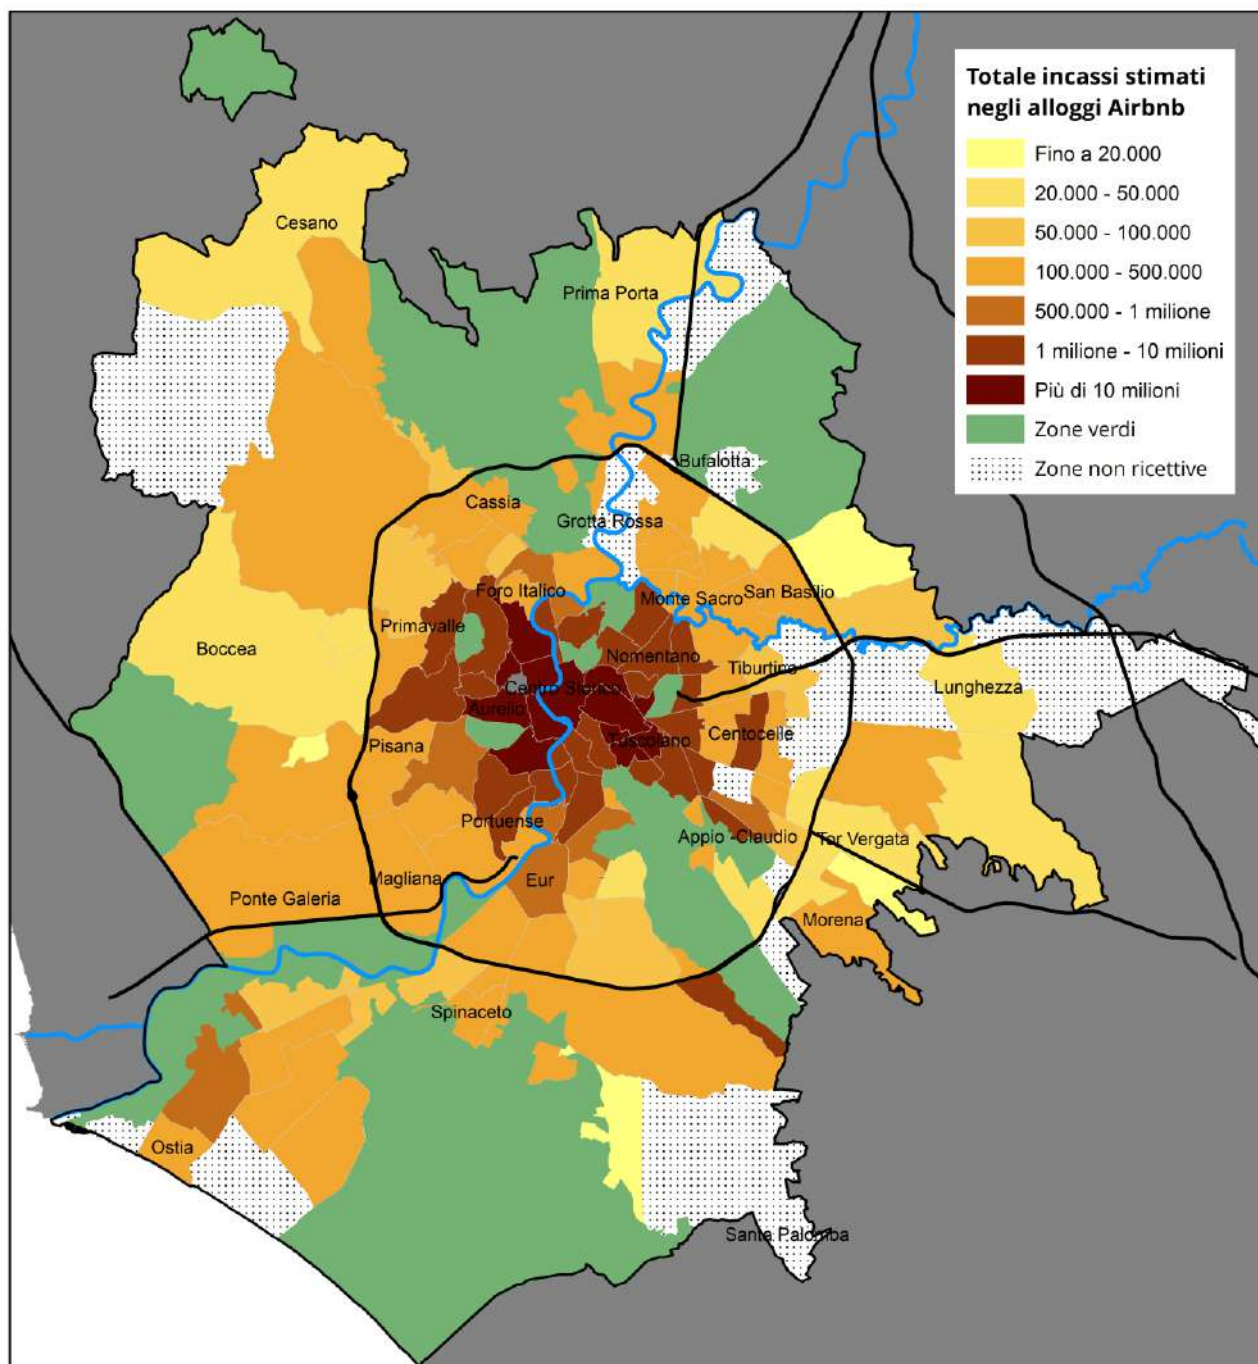 Totale incassi stimati
negli alloggi Airbnb
Fino a 20.000
20.000 - 50.000
50.000 - 100.000
100.000 - 500.000
500.000 - 1 milione
1 milione - 10 milioni
Più di 10 milioni
Zone verdi
Zone non ricettive
Cesano
Prima Porta
Bufalotta
Cassia
Grotta Rossa
Foro Italico
Monte Sacro
San Basilio
Primavalle
Boccea
Nomentano
Tiburtino
Centro Storico
Lunghezza
Aurelio
Pisana
Tuscolano
Centocelle
Portuense
Appio -Claudio
Tor Vergata
Magliana
Eur
Ponte Galeria
Morena
Spinaceto
Ostia
Santa Palomba